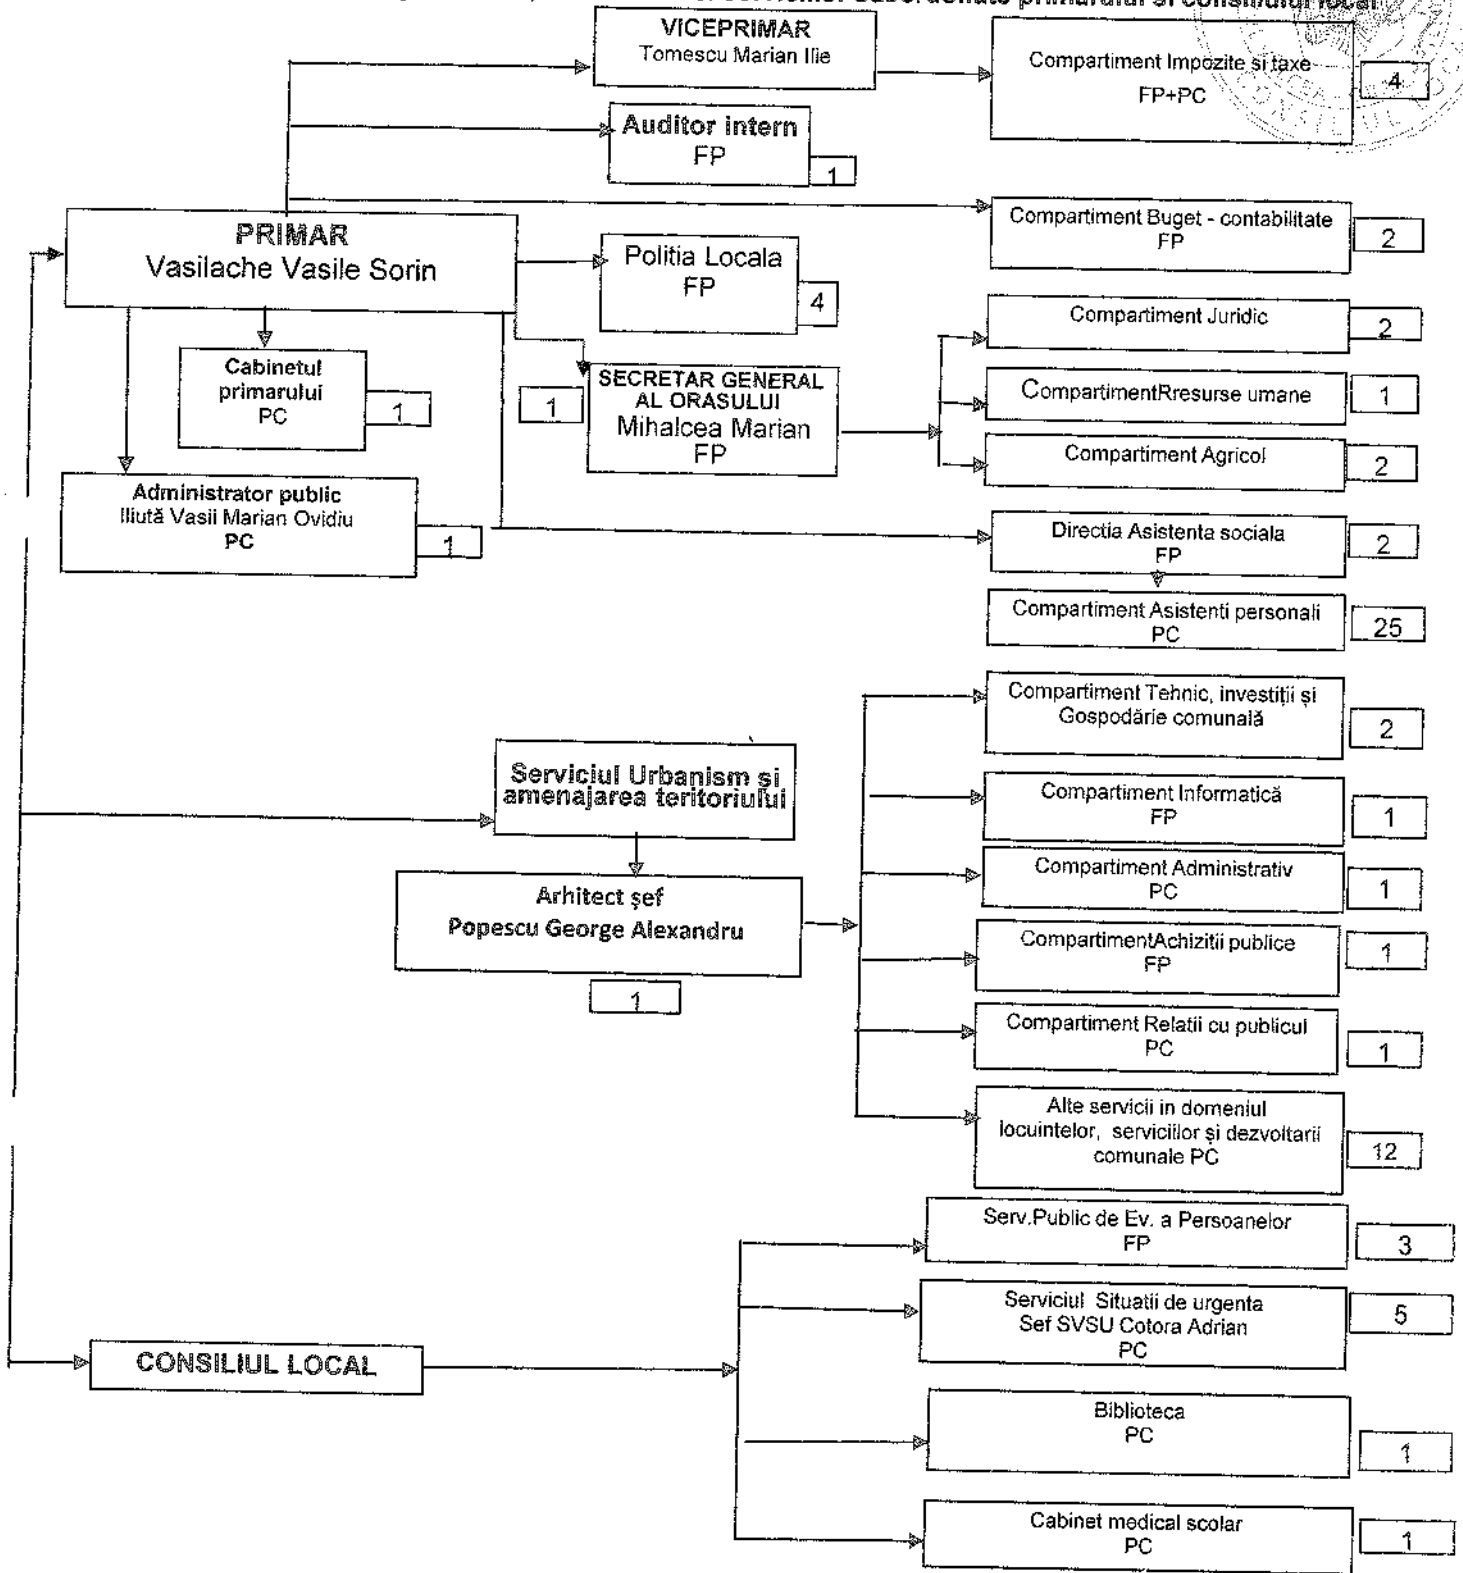 subordonate primarului si consiliului local
VICEPRIMAR
Tomescu Marian Ilie
Compartiment Impozite si taxe
FP+PC
4
Auditor intern
FP
1
PRIMAR
Vasilache Vasile Sorin
Politia Locala
FP
4
Compartiment Buget - contabilitate
FP
2
Cabinetul
primarului
PC
1
1
SECRETAR GENERAL
AL ORASULUI
Mihalcea Marian
FP
Compartiment Juridic
2
CompartimentRresurse umane
1
Compartiment Agricol
2
Administrator public
Iliută Vasii Marian Ovidiu
PC
1
Directia Asistenta sociala
FP
2
Compartiment Asistenti personali
PC
25
Serviciul Urbanism și
amenajarea teritoriului
Arhitect șef
Popescu George Alexandru
1
Compartiment Tehnic, investiții și
Gospodărie comunală
2
Compartiment Informatică
FP
1
Compartiment Administrativ
PC
1
CompartimentAchizitii publice
FP
1
Compartiment Relatii cu publicul
PC
1
Alte servicii in domeniul
locuintelor, serviciilor și dezvoltarii
comunale PC
12
CONSILIUL LOCAL
Serv.Public de Ev. a Persoanelor
FP
3
Serviciul Situatii de urgenta
Sef SVSU Cotora Adrian
PC
5
Biblioteca
PC
1
Cabinet medical scolar
PC
1